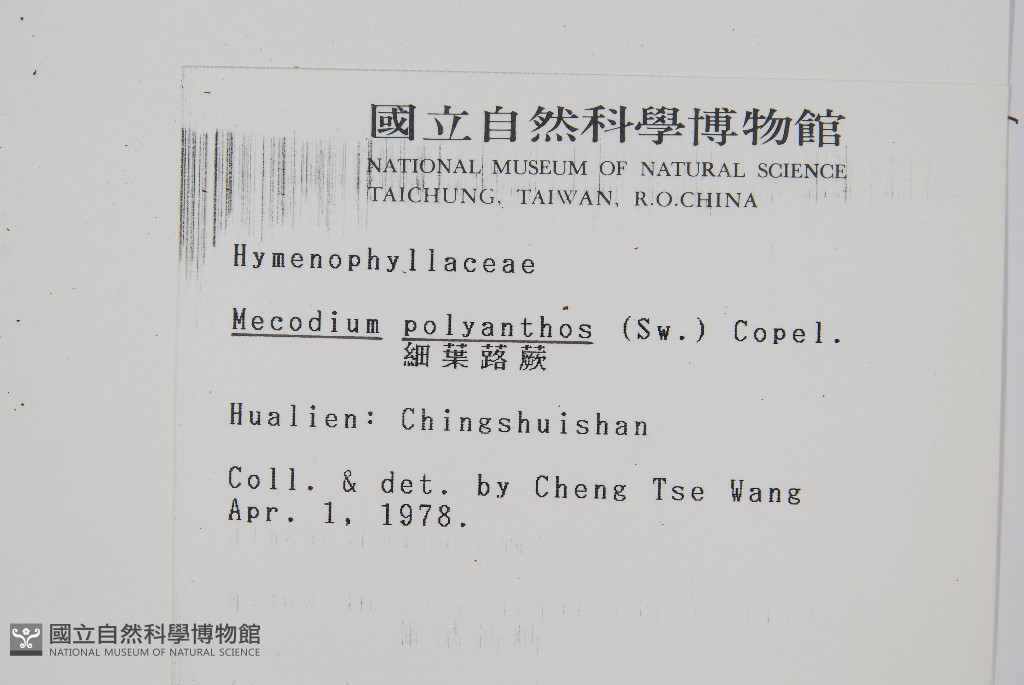 國立自然科學博物館
NATIONAL MUSEUM OF NATURAL SCIENCE
TAICHUNG, TAIWAN, R.O.CHINA
Hymenophyllaceae
Mecodium polyanthos (Sw.) Copel.
細葉蕗蕨
Hualien: Chingshuishan
Coll. & det. by Cheng Tse Wang
Apr. 1, 1978.
國立自然科學博物館
NATIONAL MUSEUM OF NATURAL SCIENCE